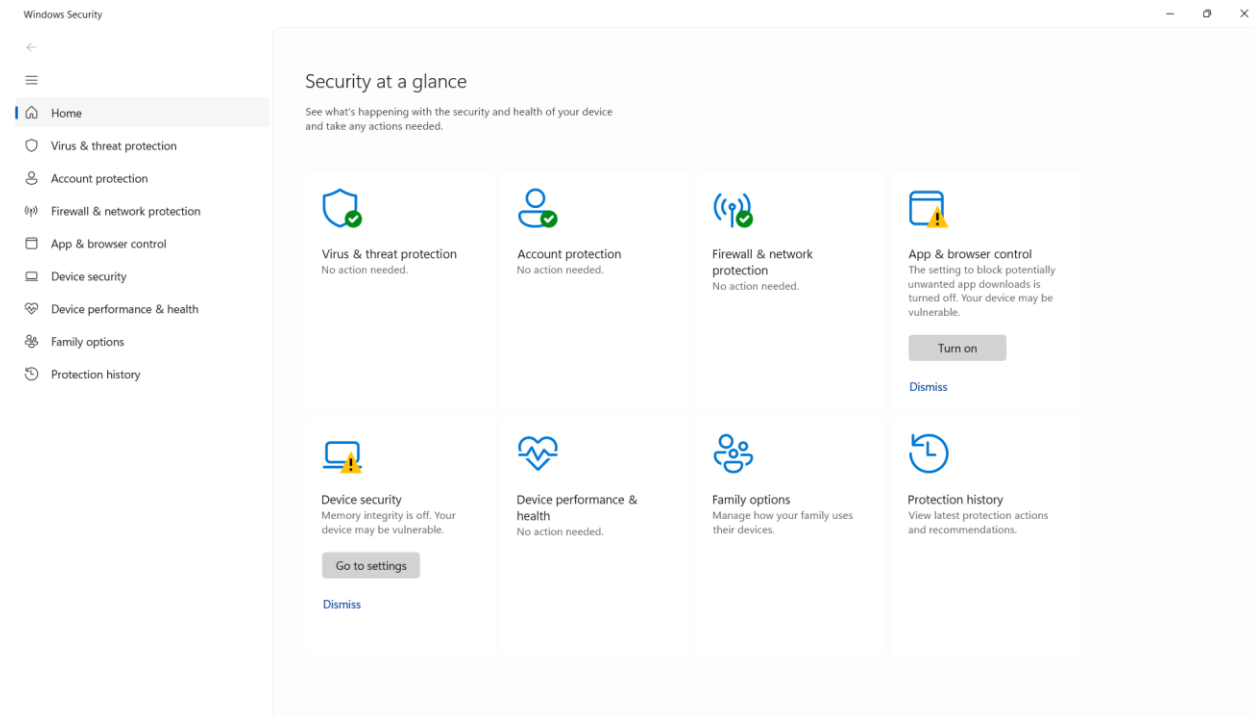 Windows Security
Home
Virus & threat protection
Account protection
Firewall & network protection
App & browser control
Device security
Device performance & health
Family options
Protection history
Security at a glance
See what's happening with the security and health of your device
and take any actions needed.
Virus & threat protection
No action needed.
Account protection
No action needed.
Firewall & network
protection
No action needed.
App & browser control
The setting to block potentially
unwanted app downloads is
turned off. Your device may be
vulnerable.
Turn on
Dismiss
Device security
Memory integrity is off. Your
device may be vulnerable.
Go to settings
Dismiss
Device performance &
health
No action needed.
Family options
Manage how your family uses
their devices.
Protection history
View latest protection actions
and recommendations.